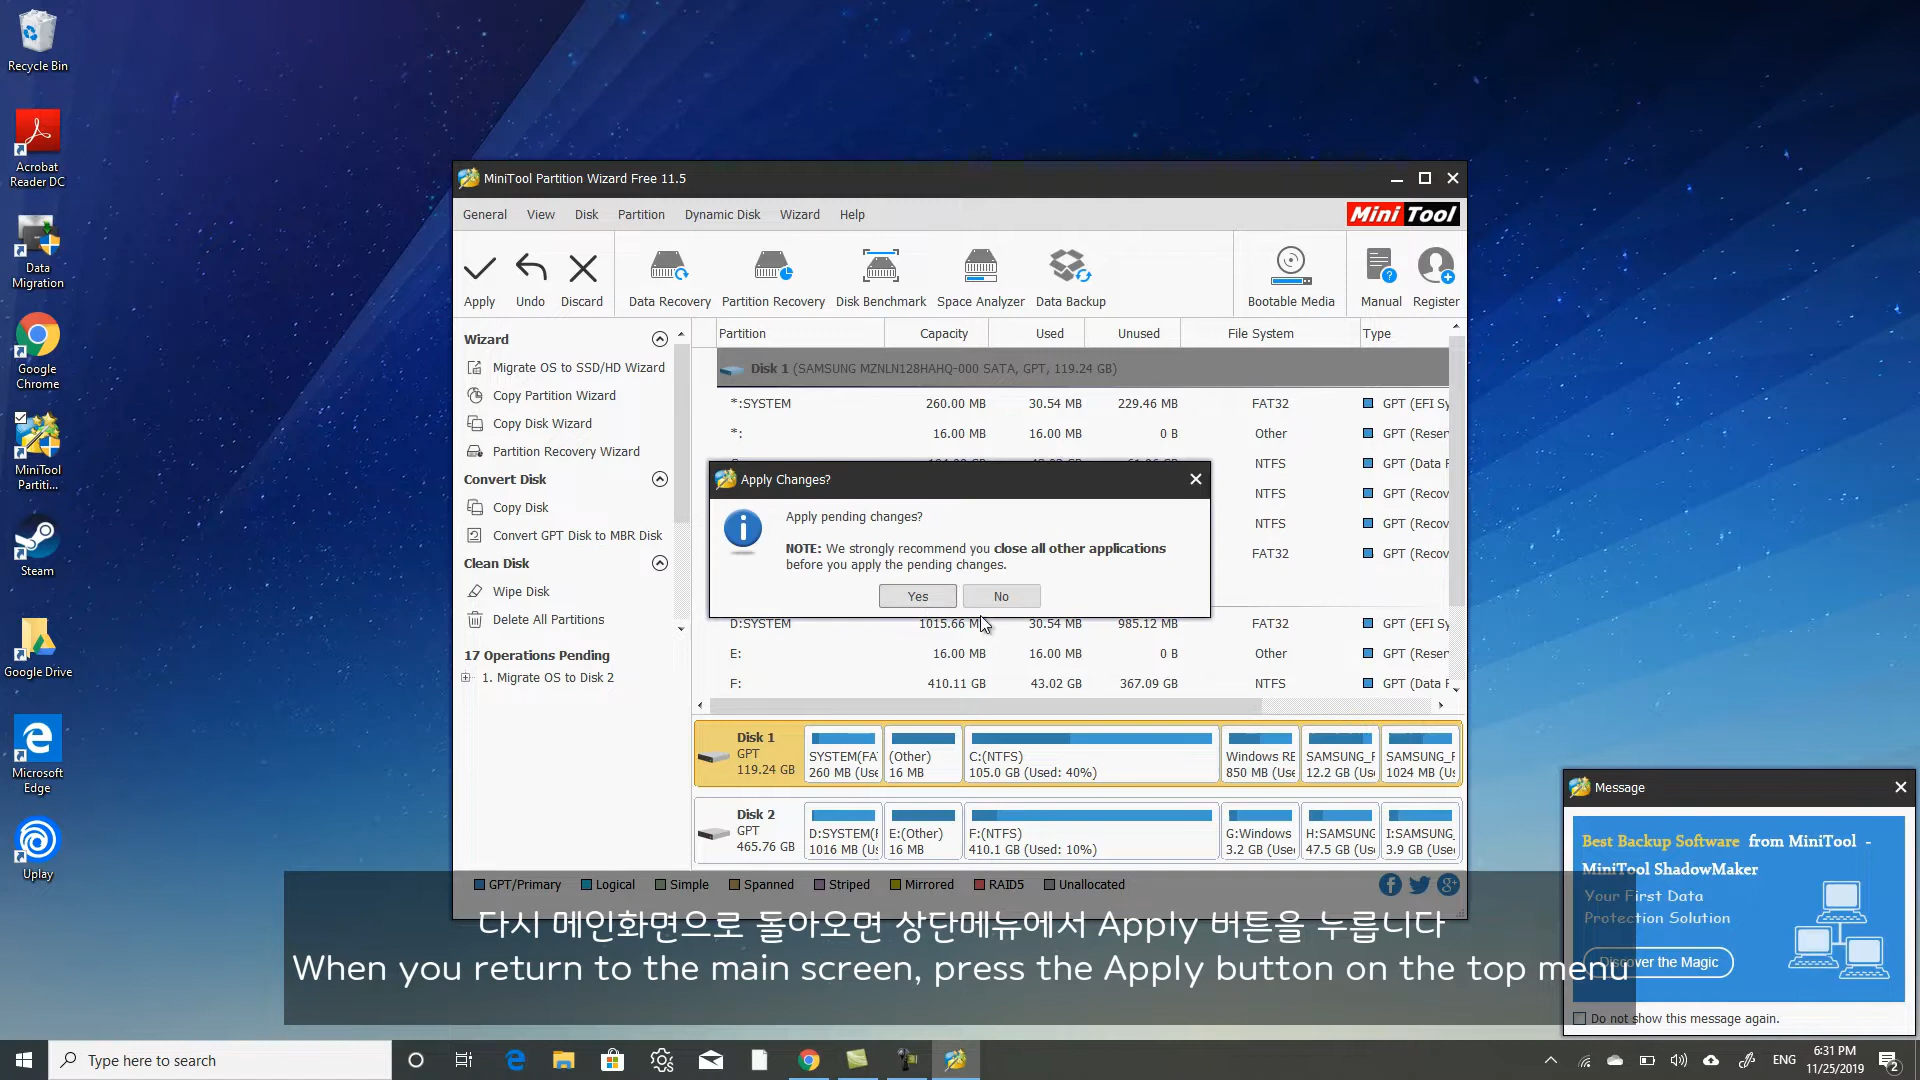 Recycle Bin
Acrobat
Reader DC
Data
Migration
Google
Chrome
MiniTool
Partiti...
Steam
Google Drive
Microsoft
Edge
Uplay
MiniTool Partition Wizard Free 11.5
General View Disk Partition Dynamic Disk Wizard Help
Mini Tool
Apply Undo Discard Data Recovery Partition Recovery Disk Benchmark Space Analyzer Data Backup Bootable Media Manual Register
Wizard
Migrate OS to SSD/HD Wizard
Copy Partition Wizard
Copy Disk Wizard
Partition Recovery Wizard
Convert Disk
Copy Disk
Convert GPT Disk to MBR Disk
Clean Disk
Wipe Disk
Delete All Partitions
17 Operations Pending
1. Migrate OS to Disk 2
Partition Capacity Used Unused File System Type
Disk 1 (SAMSUNG MZNLN128HAHQ-000 SATA, GPT, 119.24 GB)
*:SYSTEM 260.00 MB 30.54 MB 229.46 MB FAT32 GPT (EFI Sy
*: 16.00 MB 16.00 MB 0 B Other GPT (Reser
NTFS GPT (Data F
NTFS GPT (Recov
NTFS GPT (Recov
FAT32 GPT (Recov
Apply Changes?
Apply pending changes?
NOTE: We strongly recommend you close all other applications
before you apply the pending changes.
Yes No
D:SYSTEM 1015.66 M 30.54 MB 985.12 MB FAT32 GPT (EFI Sy
E: 16.00 MB 16.00 MB 0 B Other GPT (Reser
F: 410.11 GB 43.02 GB 367.09 GB NTFS GPT (Data F
Disk 1
GPT
119.24 GB
SYSTEM(FA
260 MB (Use
(Other)
16 MB
C:(NTFS)
105.0 GB (Used: 40%)
Windows RE
850 MB (Use
SAMSUNG_F
12.2 GB (Us
SAMSUNG_F
1024 MB (Us
Disk 2
GPT
465.76 GB
D:SYSTEM(F
1016 MB (Us
E:(Other)
16 MB
F:(NTFS)
410.1 GB (Used: 10%)
G:Windows
3.2 GB (Used
H:SAMSUNG
47.5 GB (Us
I:SAMSUNG_
3.9 GB (Use
GPT/Primary Logical Simple Spanned Striped Mirrored RAID5 Unallocated
다시 메인화면으로 돌아오면 상단메뉴에서 Apply 버튼을 누릅니다
When you return to the main screen, press the Apply button on the top menu
Message
Best Backup Software from MiniTool -
MiniTool ShadowMaker
Your First Data
Protection Solution
Discover the Magic
Do not show this message again.
Type here to search
ENG
6:31 PM
11/25/2019
2